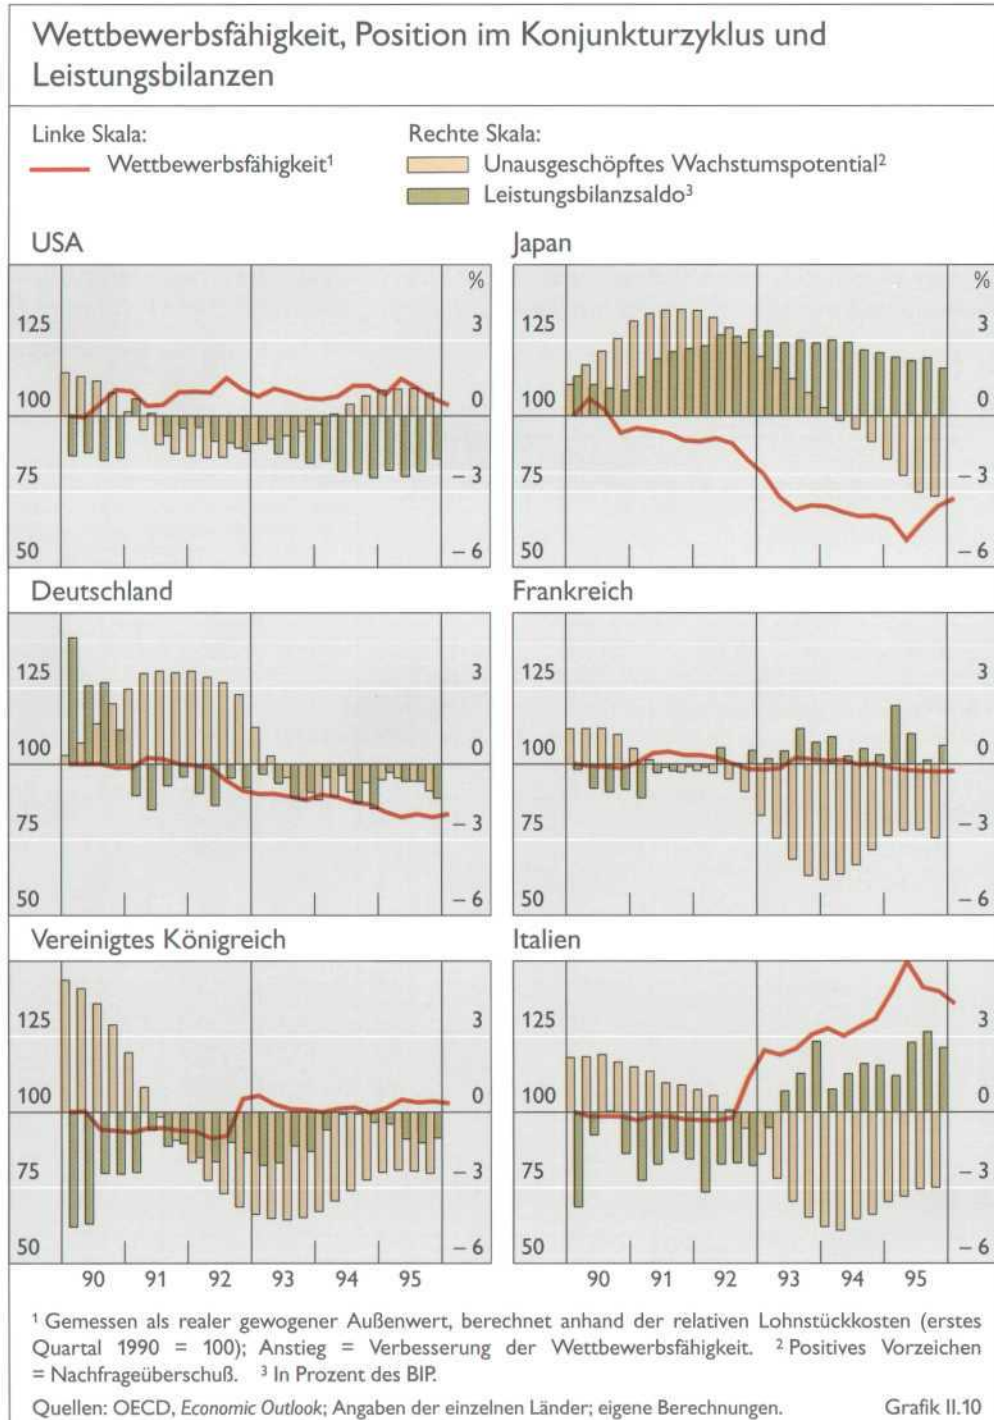 Wettbewerbsfähigkeit, Position im Konjunkturzyklus und
Leistungsbilanzen
Linke Skala:
Wettbewerbsfähigkeit¹
Rechte Skala:
Unausgeschöpftes Wachstumspotential²
Leistungsbilanzsaldo³
USA
%
125 3
100 0
75 – 3
50 – 6
Japan
%
125 3
100 0
75 – 3
50 – 6
Deutschland
125 3
100 0
75 – 3
50 – 6
Frankreich
125 3
100 0
75 – 3
50 – 6
Vereinigtes Königreich
125 3
100 0
75 – 3
50 – 6
90 91 92 93 94 95
Italien
125 3
100 0
75 – 3
50 – 6
90 91 92 93 94 95
¹ Gemessen als realer gewogener Außenwert, berechnet anhand der relativen Lohnstückkosten (erstes
Quartal 1990 = 100); Anstieg = Verbesserung der Wettbewerbsfähigkeit. ² Positives Vorzeichen
= Nachfrageüberschuß. ³ In Prozent des BIP.
Quellen: OECD, Economic Outlook; Angaben der einzelnen Länder; eigene Berechnungen. Grafik II.10